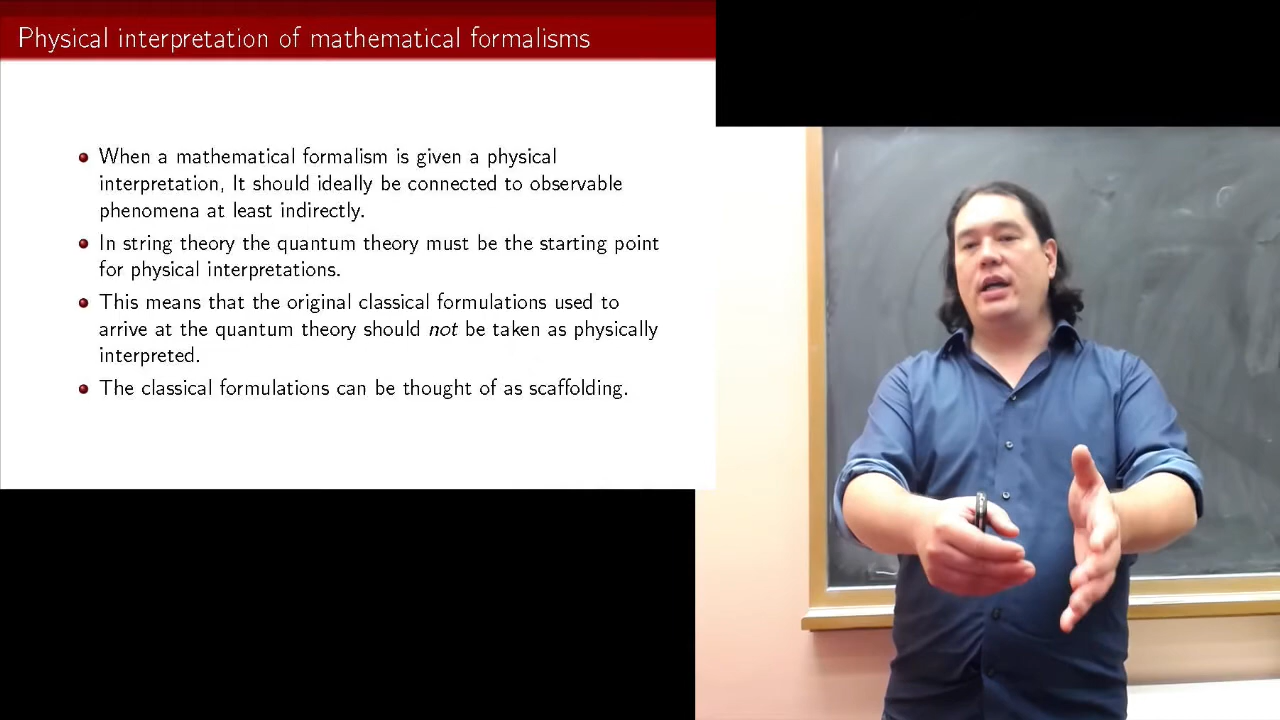 Physical interpretation of mathematical formalisms
When a mathematical formalism is given a physical
interpretation, It should ideally be connected to observable
phenomena at least indirectly.
In string theory the quantum theory must be the starting point
for physical interpretations.
This means that the original classical formulations used to
arrive at the quantum theory should not be taken as physically
interpreted.
The classical formulations can be thought of as scaffolding.